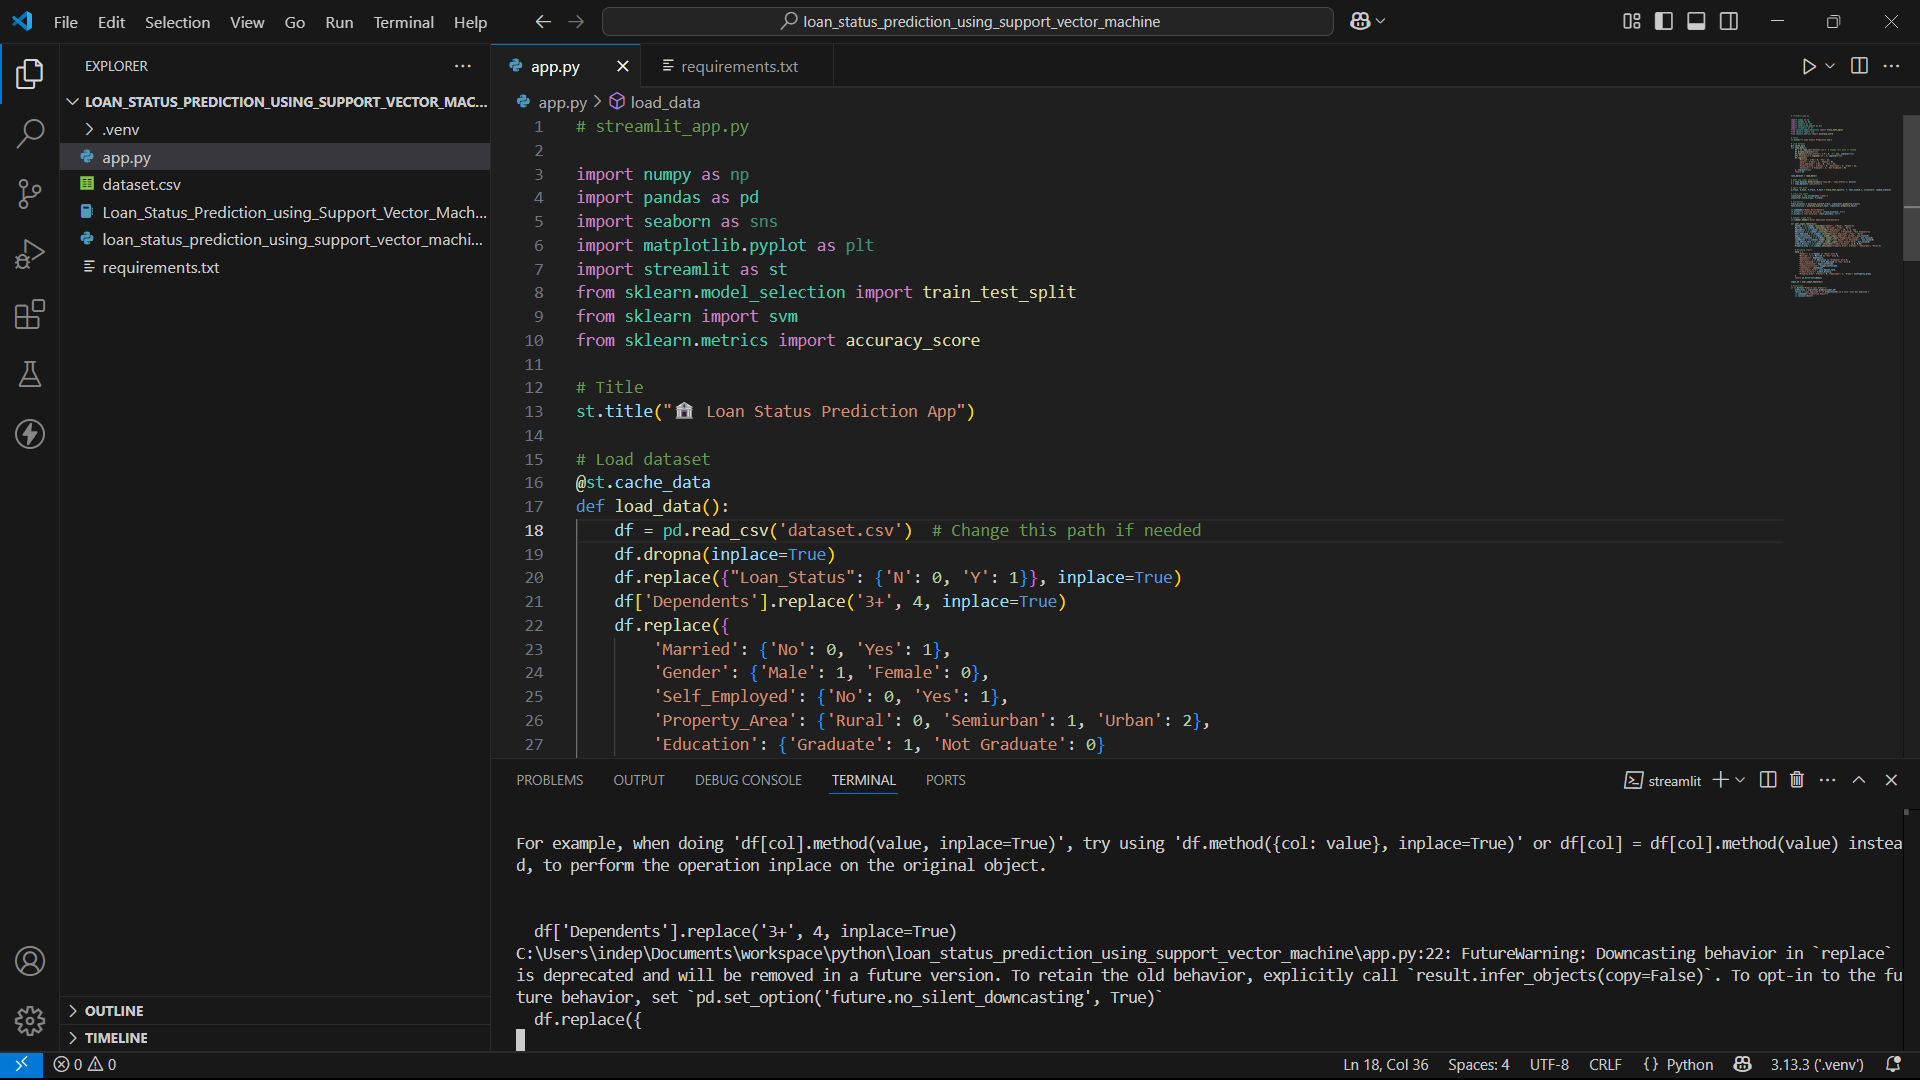 File Edit Selection View Go Run Terminal Help
loan_status_prediction_using_support_vector_machine
EXPLORER
LOAN_STATUS_PREDICTION_USING_SUPPORT_VECTOR_MAC...
.venv
app.py
dataset.csv
Loan_Status_Prediction_using_Support_Vector_Mach...
loan_status_prediction_using_support_vector_machi...
requirements.txt
OUTLINE
TIMELINE
app.py requirements.txt
app.py > load_data
1 # streamlit_app.py
2
3 import numpy as np
4 import pandas as pd
5 import seaborn as sns
6 import matplotlib.pyplot as plt
7 import streamlit as st
8 from sklearn.model_selection import train_test_split
9 from sklearn import svm
10 from sklearn.metrics import accuracy_score
11
12 # Title
13 st.title("🏦 Loan Status Prediction App")
14
15 # Load dataset
16 @st.cache_data
17 def load_data():
18 df = pd.read_csv('dataset.csv')  # Change this path if needed
19 df.dropna(inplace=True)
20 df.replace({"Loan_Status": {'N': 0, 'Y': 1}}, inplace=True)
21 df['Dependents'].replace('3+', 4, inplace=True)
22 df.replace({
23 'Married': {'No': 0, 'Yes': 1},
24 'Gender': {'Male': 1, 'Female': 0},
25 'Self_Employed': {'No': 0, 'Yes': 1},
26 'Property_Area': {'Rural': 0, 'Semiurban': 1, 'Urban': 2},
27 'Education': {'Graduate': 1, 'Not Graduate': 0}
PROBLEMS OUTPUT DEBUG CONSOLE TERMINAL PORTS
streamlit
For example, when doing 'df[col].method(value, inplace=True)', try using 'df.method({col: value}, inplace=True)' or df[col] = df[col].method(value) instea
d, to perform the operation inplace on the original object.
df['Dependents'].replace('3+', 4, inplace=True)
C:\Users\indep\Documents\workspace\python\loan_status_prediction_using_support_vector_machine\app.py:22: FutureWarning: Downcasting behavior in `replace`
is deprecated and will be removed in a future version. To retain the old behavior, explicitly call `result.infer_objects(copy=False)`. To opt-in to the fu
ture behavior, set `pd.set_option('future.no_silent_downcasting', True)`
df.replace({
0 0
Ln 18, Col 36 Spaces: 4 UTF-8 CRLF {} Python 3.13.3 ('.venv')